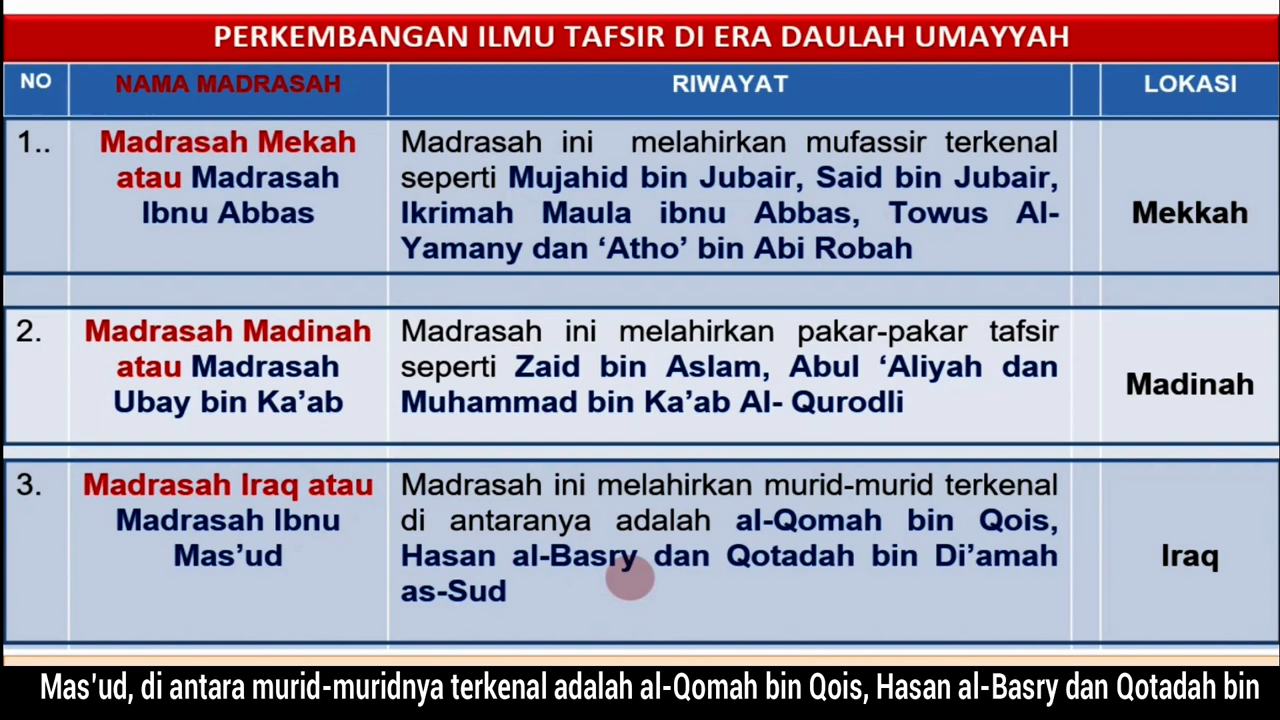 PERKEMBANGAN ILMU TAFSIR DI ERA DAULAH UMAYYAH
NO NAMA MADRASAH RIWAYAT LOKASI
1..
Madrasah Mekah
atau Madrasah
Ibnu Abbas
Madrasah ini melahirkan mufassir terkenal
seperti Mujahid bin Jubair, Said bin Jubair,
Ikrimah Maula ibnu Abbas, Towus Al-
Yamany dan ‘Atho’ bin Abi Robah
Mekkah
2.
Madrasah Madinah
atau Madrasah
Ubay bin Ka’ab
Madrasah ini melahirkan pakar-pakar tafsir
seperti Zaid bin Aslam, Abul ‘Aliyah dan
Muhammad bin Ka’ab Al- Qurodli
Madinah
3.
Madrasah Iraq atau
Madrasah Ibnu
Mas’ud
Madrasah ini melahirkan murid-murid terkenal
di antaranya adalah al-Qomah bin Qois,
Hasan al-Basry dan Qotadah bin Di’amah
as-Sud
Iraq
Mas’ud, di antara murid-muridnya terkenal adalah al-Qomah bin Qois, Hasan al-Basry dan Qotadah bin